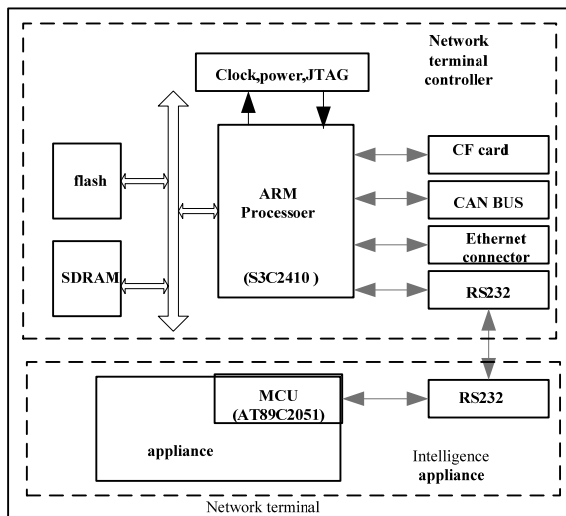 Network
terminal
controller
Clock,power,JTAG
flash
SDRAM
ARM
Processoer
(S3C2410 )
CF card
CAN BUS
Ethernet
connector
RS232
MCU
(AT89C2051)
appliance
RS232
Intelligence
appliance
Network terminal